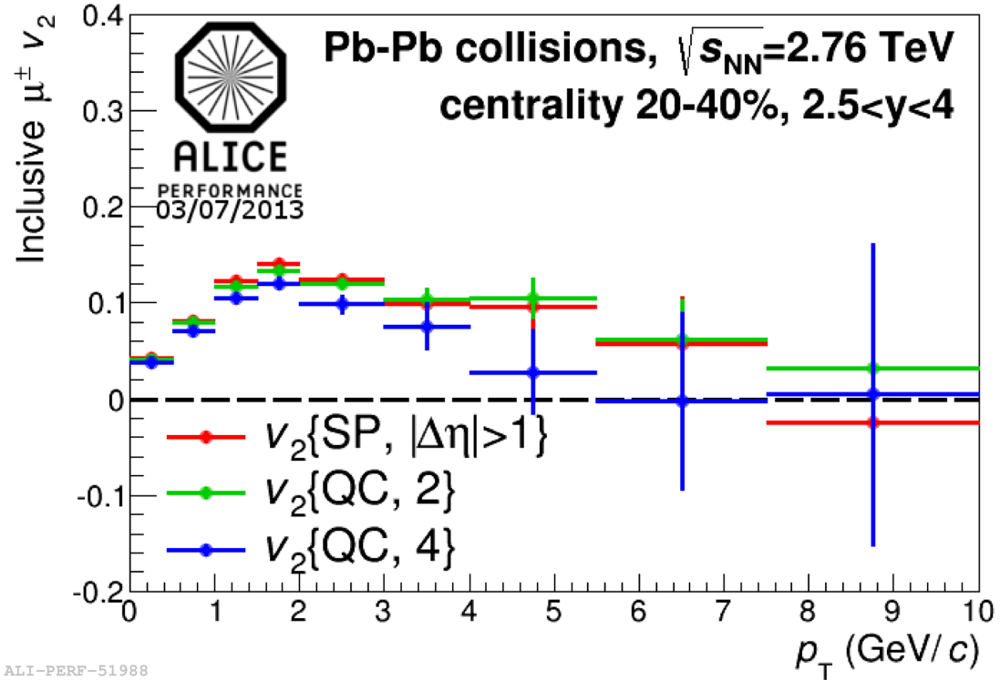 Inclusive μ± v₂
0.4
0.3
0.2
0.1
0
-0.1
-0.2
Pb-Pb collisions, √sNN=2.76 TeV
centrality 20-40%, 2.5<y<4
ALICE
PERFORMANCE
03/07/2013
v₂{SP, |Δη|>1}
v₂{QC, 2}
v₂{QC, 4}
0 1 2 3 4 5 6 7 8 9 10
pT (GeV/c)
ALI-PERF-51988